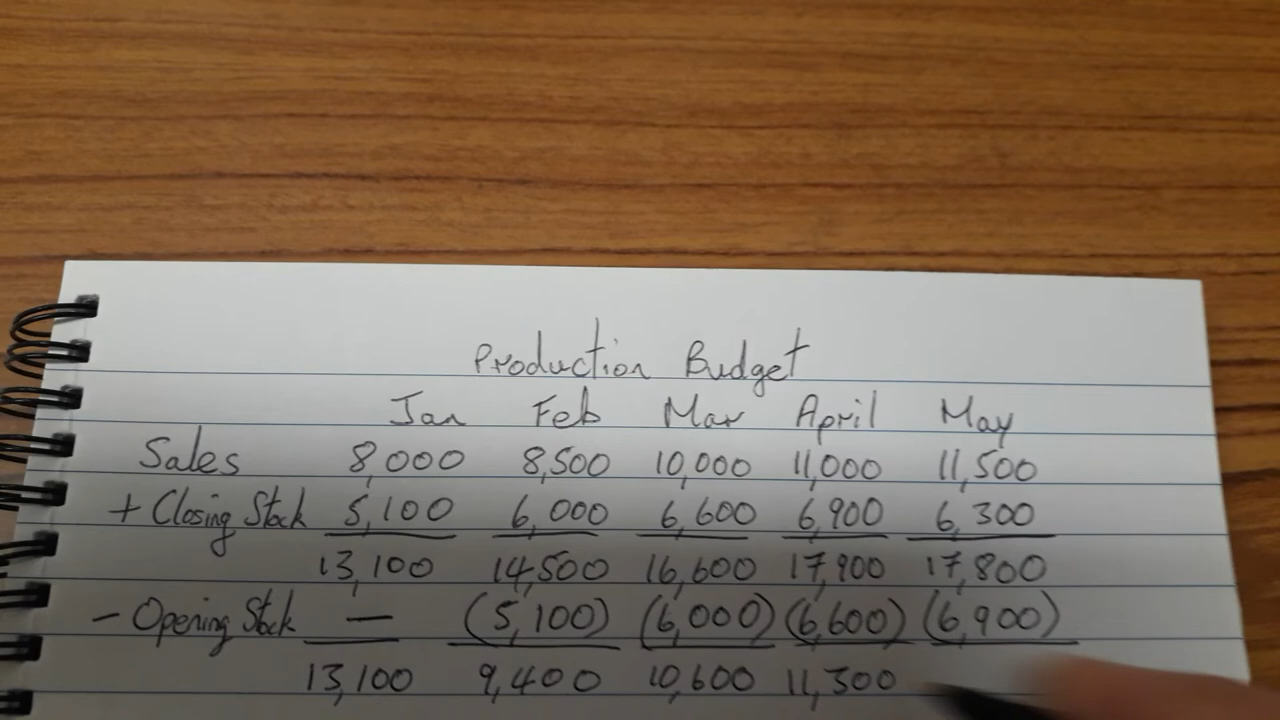 Production Budget
Jan Feb Mar April May
Sales 8,000 8,500 10,000 11,000 11,500
+ Closing Stock 5,100 6,000 6,600 6,900 6,300
13,100 14,500 16,600 17,900 17,800
- Opening Stock — (5,100) (6,000) (6,600) (6,900)
13,100 9,400 10,600 11,300